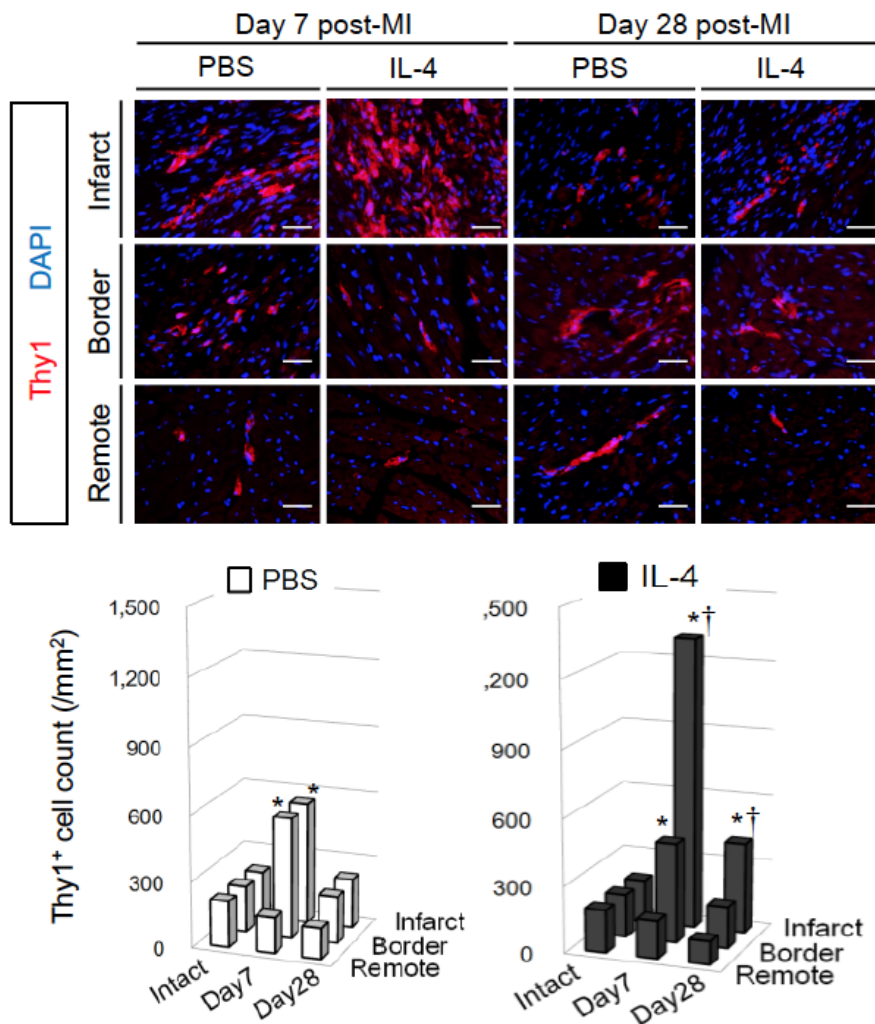 Day 7 post-MI Day 28 post-MI
PBS IL-4 PBS IL-4
Thy1 DAPI
Infarct
Border
Remote
PBS IL-4
Thy1⁺ cell count (/mm²)
1,500
1,200
900
600
300
0
* *
Intact Day7 Day28
Infarct
Border
Remote
,500
,200
900
600
300
0
*†
* *†
Intact Day7 Day28
Infarct
Border
Remote